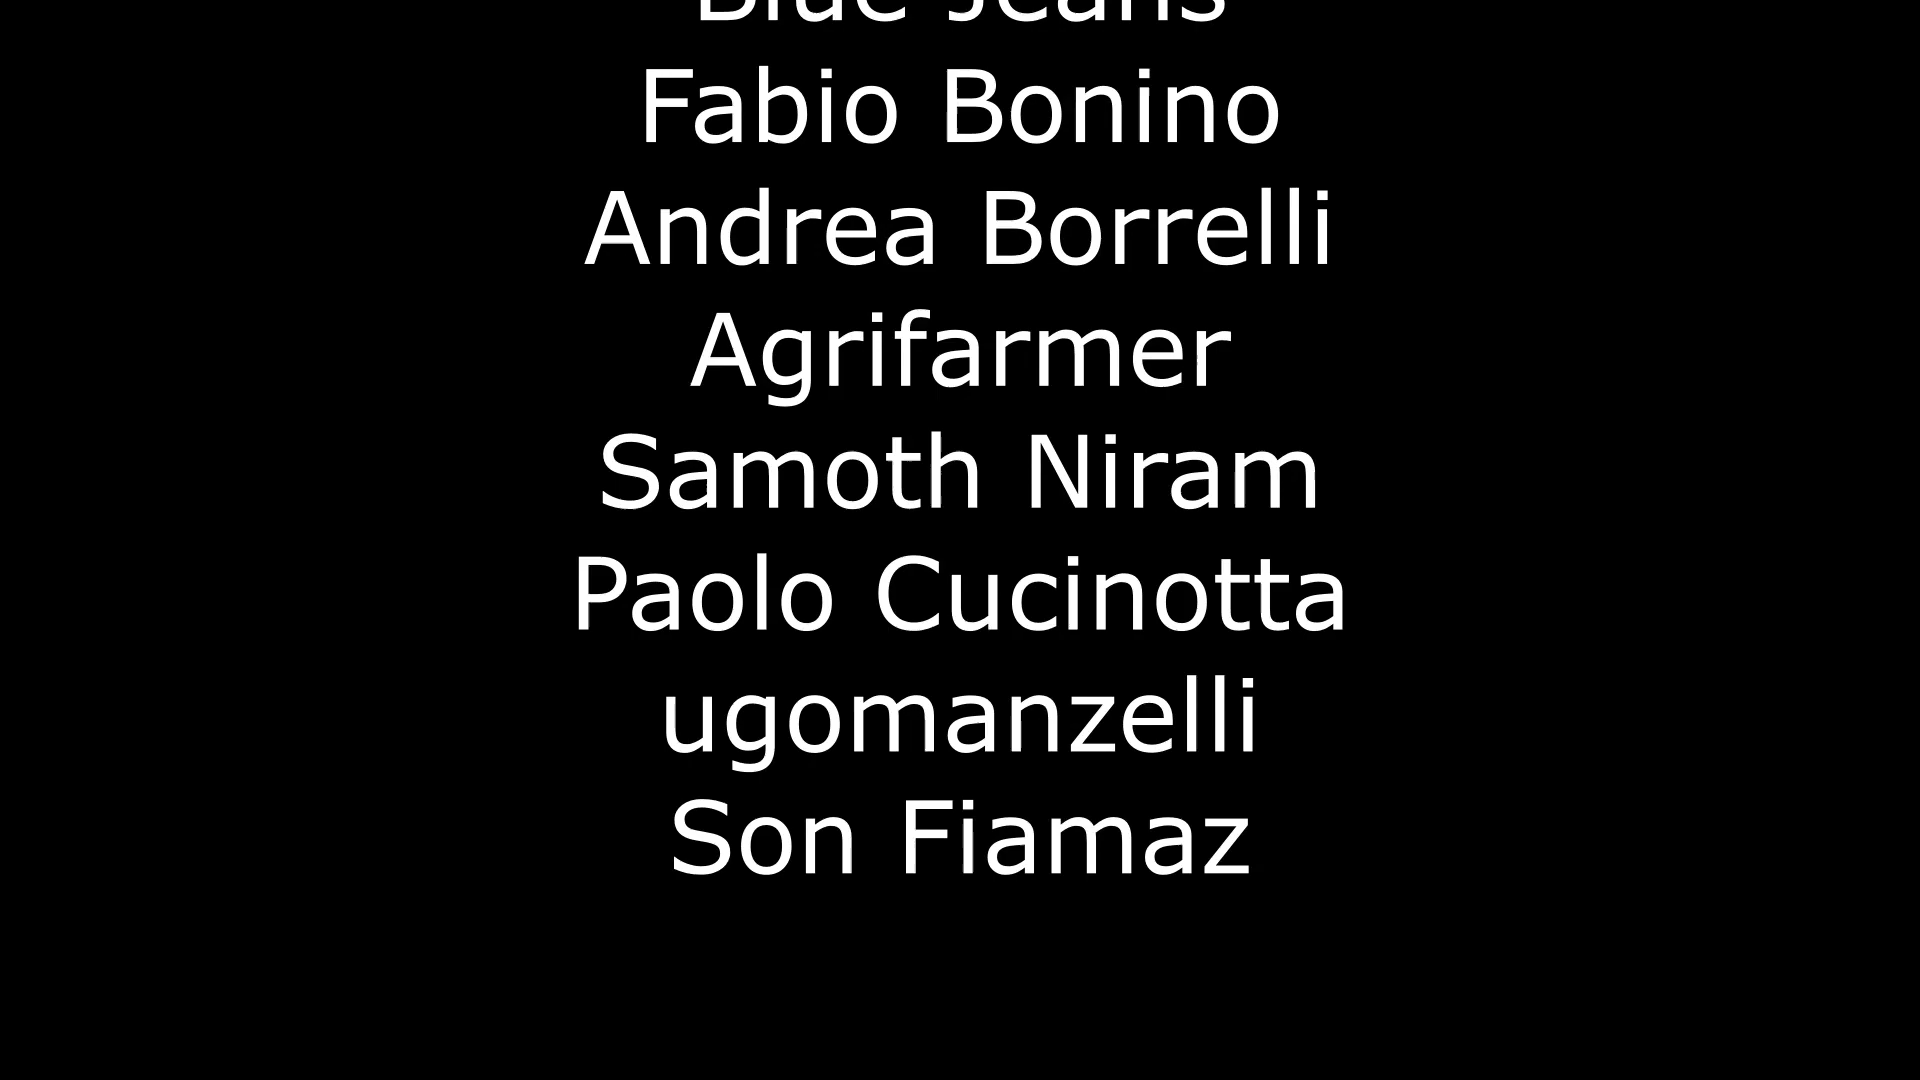 Blue Jeans
Fabio Bonino
Andrea Borrelli
Agrifarmer
Samoth Niram
Paolo Cucinotta
ugomanzelli
Son Fiamaz